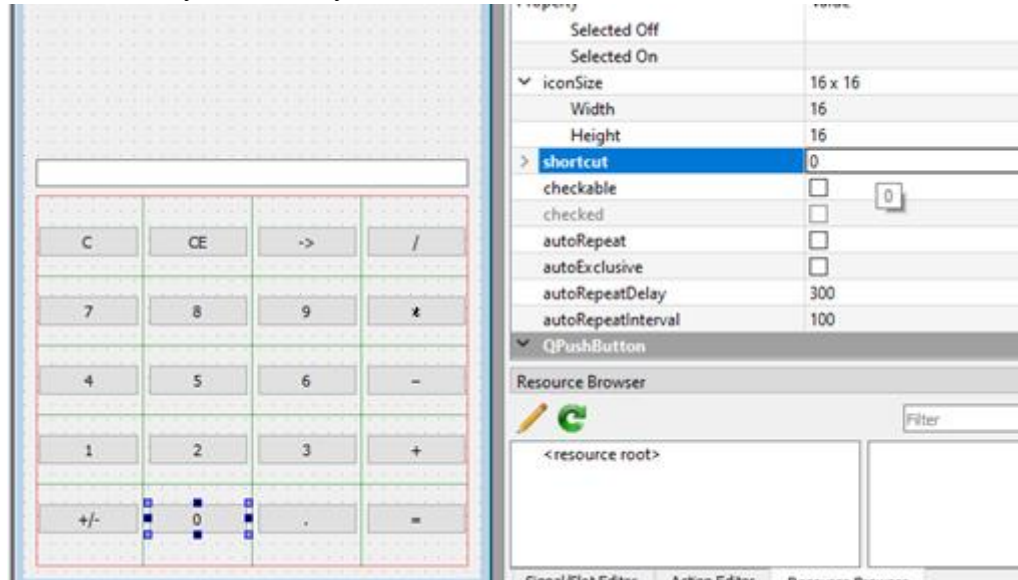 Property Value
Selected Off
Selected On
iconSize 16 x 16
Width 16
Height 16
shortcut 0
0
checkable
checked
autoRepeat
autoExclusive
autoRepeatDelay 300
autoRepeatInterval 100
QPushButton
C CE -> /
7 8 9 *
4 5 6 -
1 2 3 +
+/- 0 . =
Resource Browser
Filter
<resource root>
Signal/Slot Editor Action Editor Resource Browser